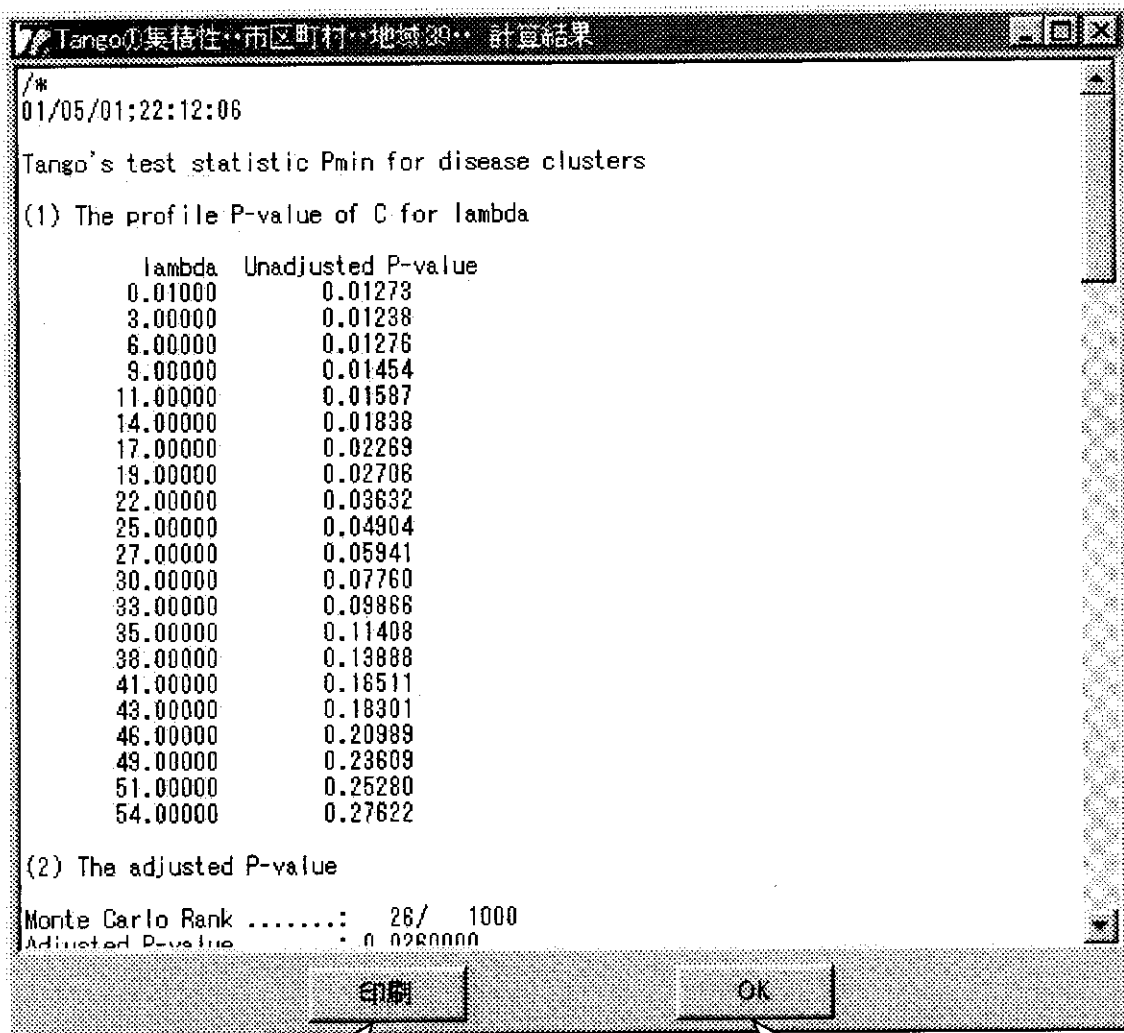 Tangoの集積性‥市区町村‥地域39‥ 計算結果
/*
01/05/01;22:12:06
Tango's test statistic Pmin for disease clusters
(1) The profile P-value of C for lambda
lambda Unadjusted P-value
0.01000 0.01273
3.00000 0.01238
6.00000 0.01276
9.00000 0.01454
11.00000 0.01587
14.00000 0.01838
17.00000 0.02269
19.00000 0.02706
22.00000 0.03632
25.00000 0.04904
27.00000 0.05941
30.00000 0.07760
33.00000 0.09866
35.00000 0.11408
38.00000 0.13888
41.00000 0.16511
43.00000 0.18301
46.00000 0.20989
49.00000 0.23609
51.00000 0.25280
54.00000 0.27622
(2) The adjusted P-value
Monte Carlo Rank .......: 26/ 1000
Adjusted P-value .......: 0.0260000
印刷
OK